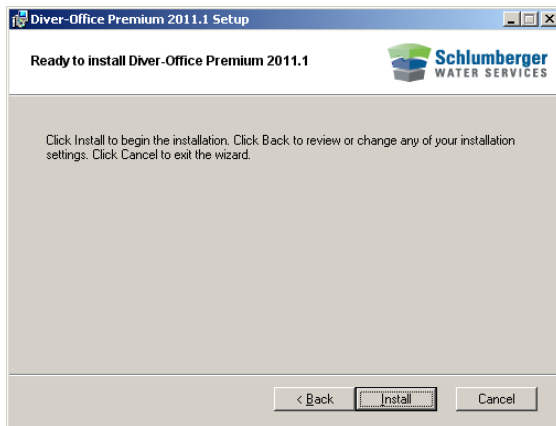 Diver-Office Premium 2011.1 Setup
Ready to install Diver-Office Premium 2011.1
Schlumberger
WATER SERVICES
Click Install to begin the installation. Click Back to review or change any of your installation
settings. Click Cancel to exit the wizard.
< Back
Install
Cancel